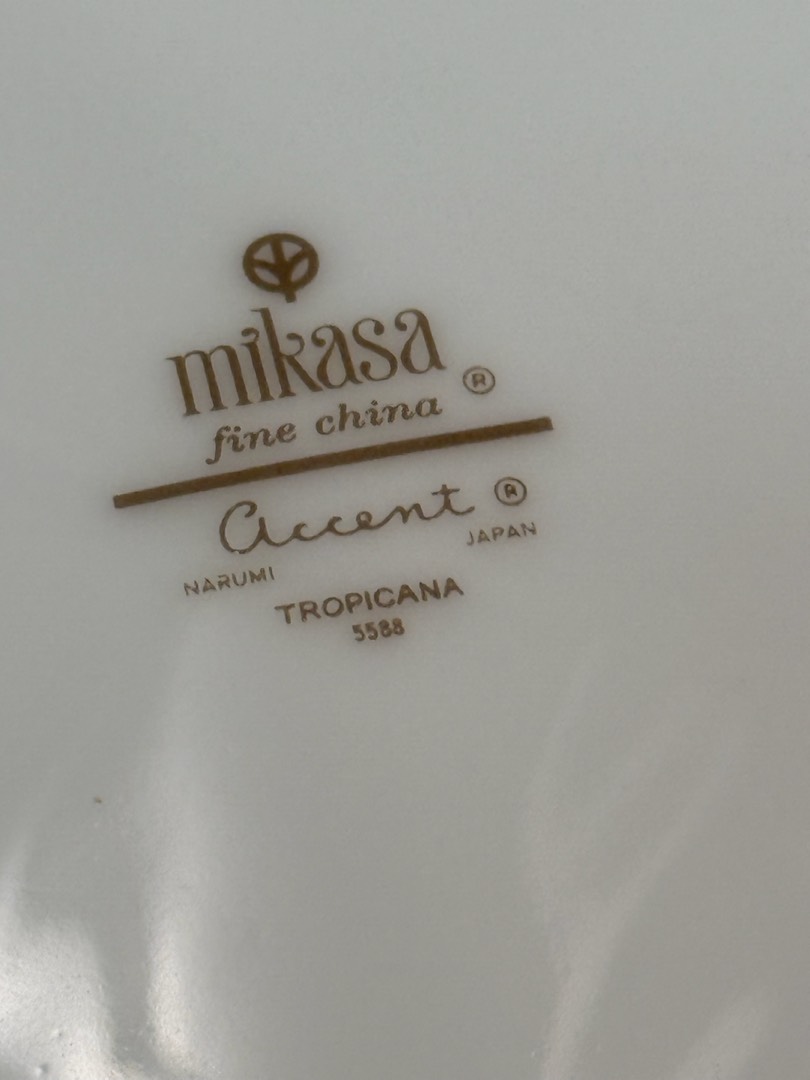 mikasa ®
fine china
accent ®
NARUMI JAPAN
TROPICANA
5588